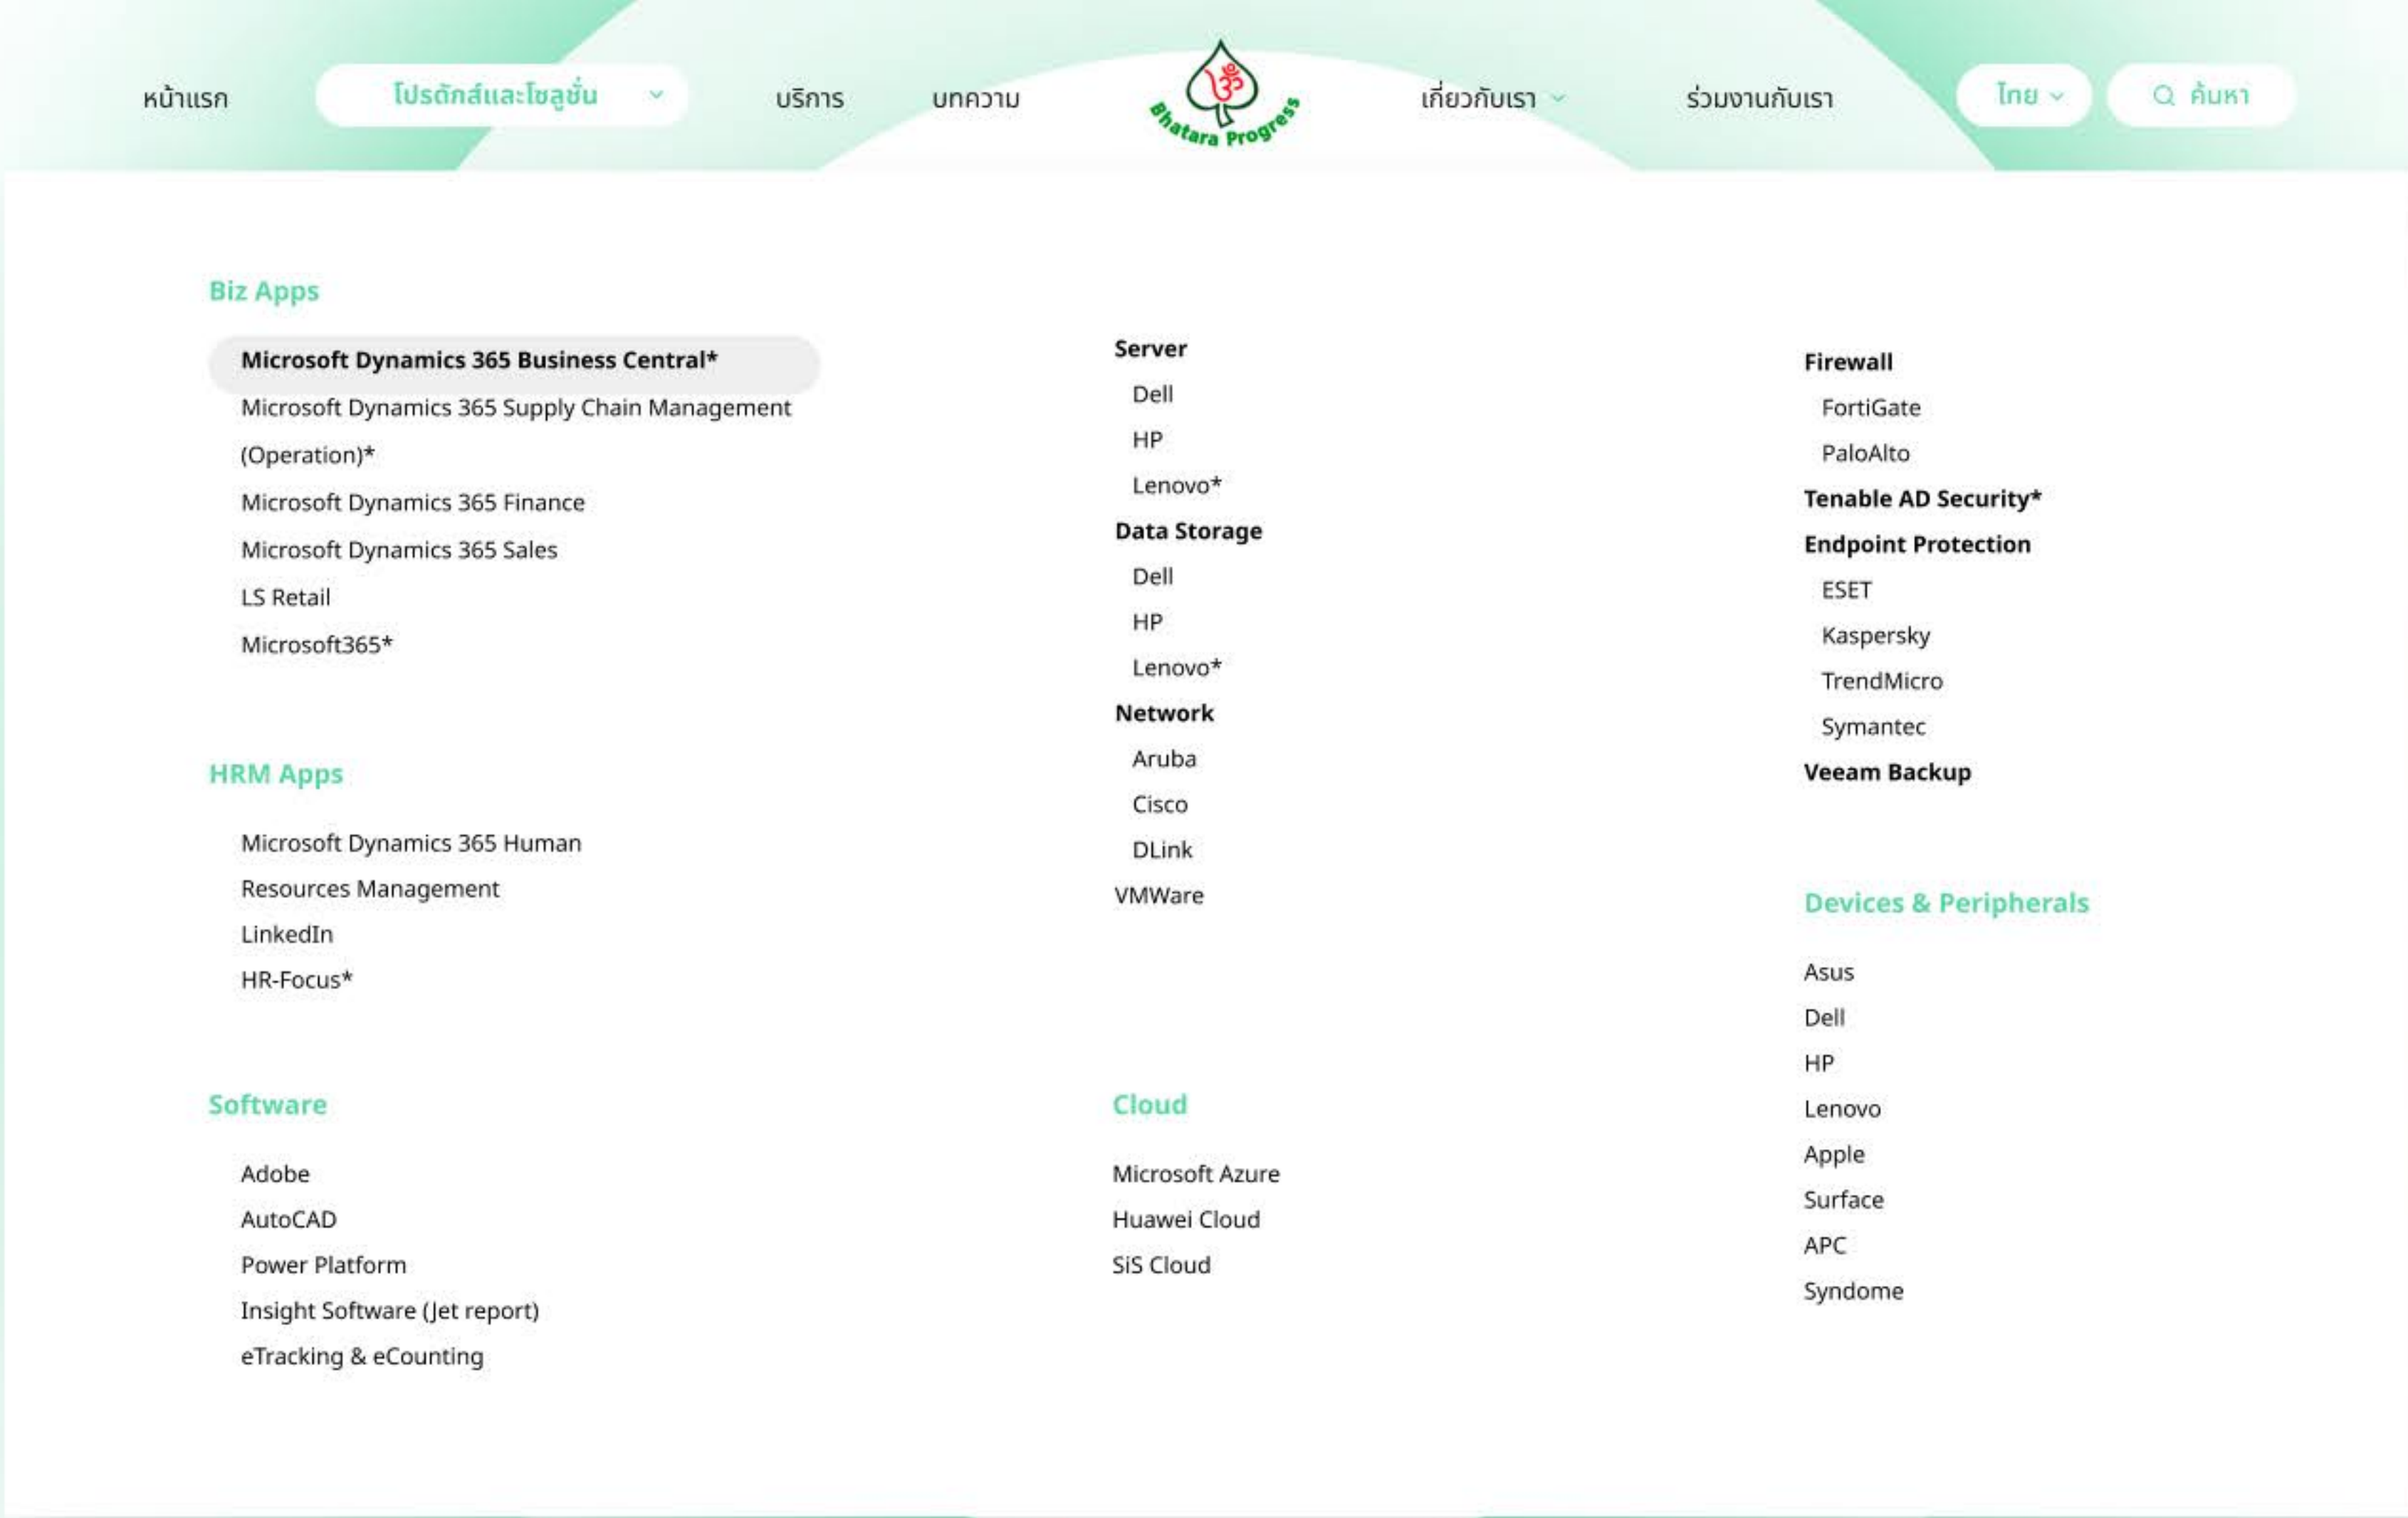 หน้าแรก
โปรดักส์และโซลูชั่น
บริการ
บทความ
Bhatara Progress
เกี่ยวกับเรา
ร่วมงานกับเรา
ไทย
ค้นหา
Biz Apps
Microsoft Dynamics 365 Business Central*
Microsoft Dynamics 365 Supply Chain Management
(Operation)*
Microsoft Dynamics 365 Finance
Microsoft Dynamics 365 Sales
LS Retail
Microsoft365*
HRM Apps
Microsoft Dynamics 365 Human
Resources Management
LinkedIn
HR-Focus*
Software
Adobe
AutoCAD
Power Platform
Insight Software (Jet report)
eTracking & eCounting
Server
Dell
HP
Lenovo*
Data Storage
Dell
HP
Lenovo*
Network
Aruba
Cisco
DLink
VMWare
Cloud
Microsoft Azure
Huawei Cloud
SiS Cloud
Firewall
FortiGate
PaloAlto
Tenable AD Security*
Endpoint Protection
ESET
Kaspersky
TrendMicro
Symantec
Veeam Backup
Devices & Peripherals
Asus
Dell
HP
Lenovo
Apple
Surface
APC
Syndome